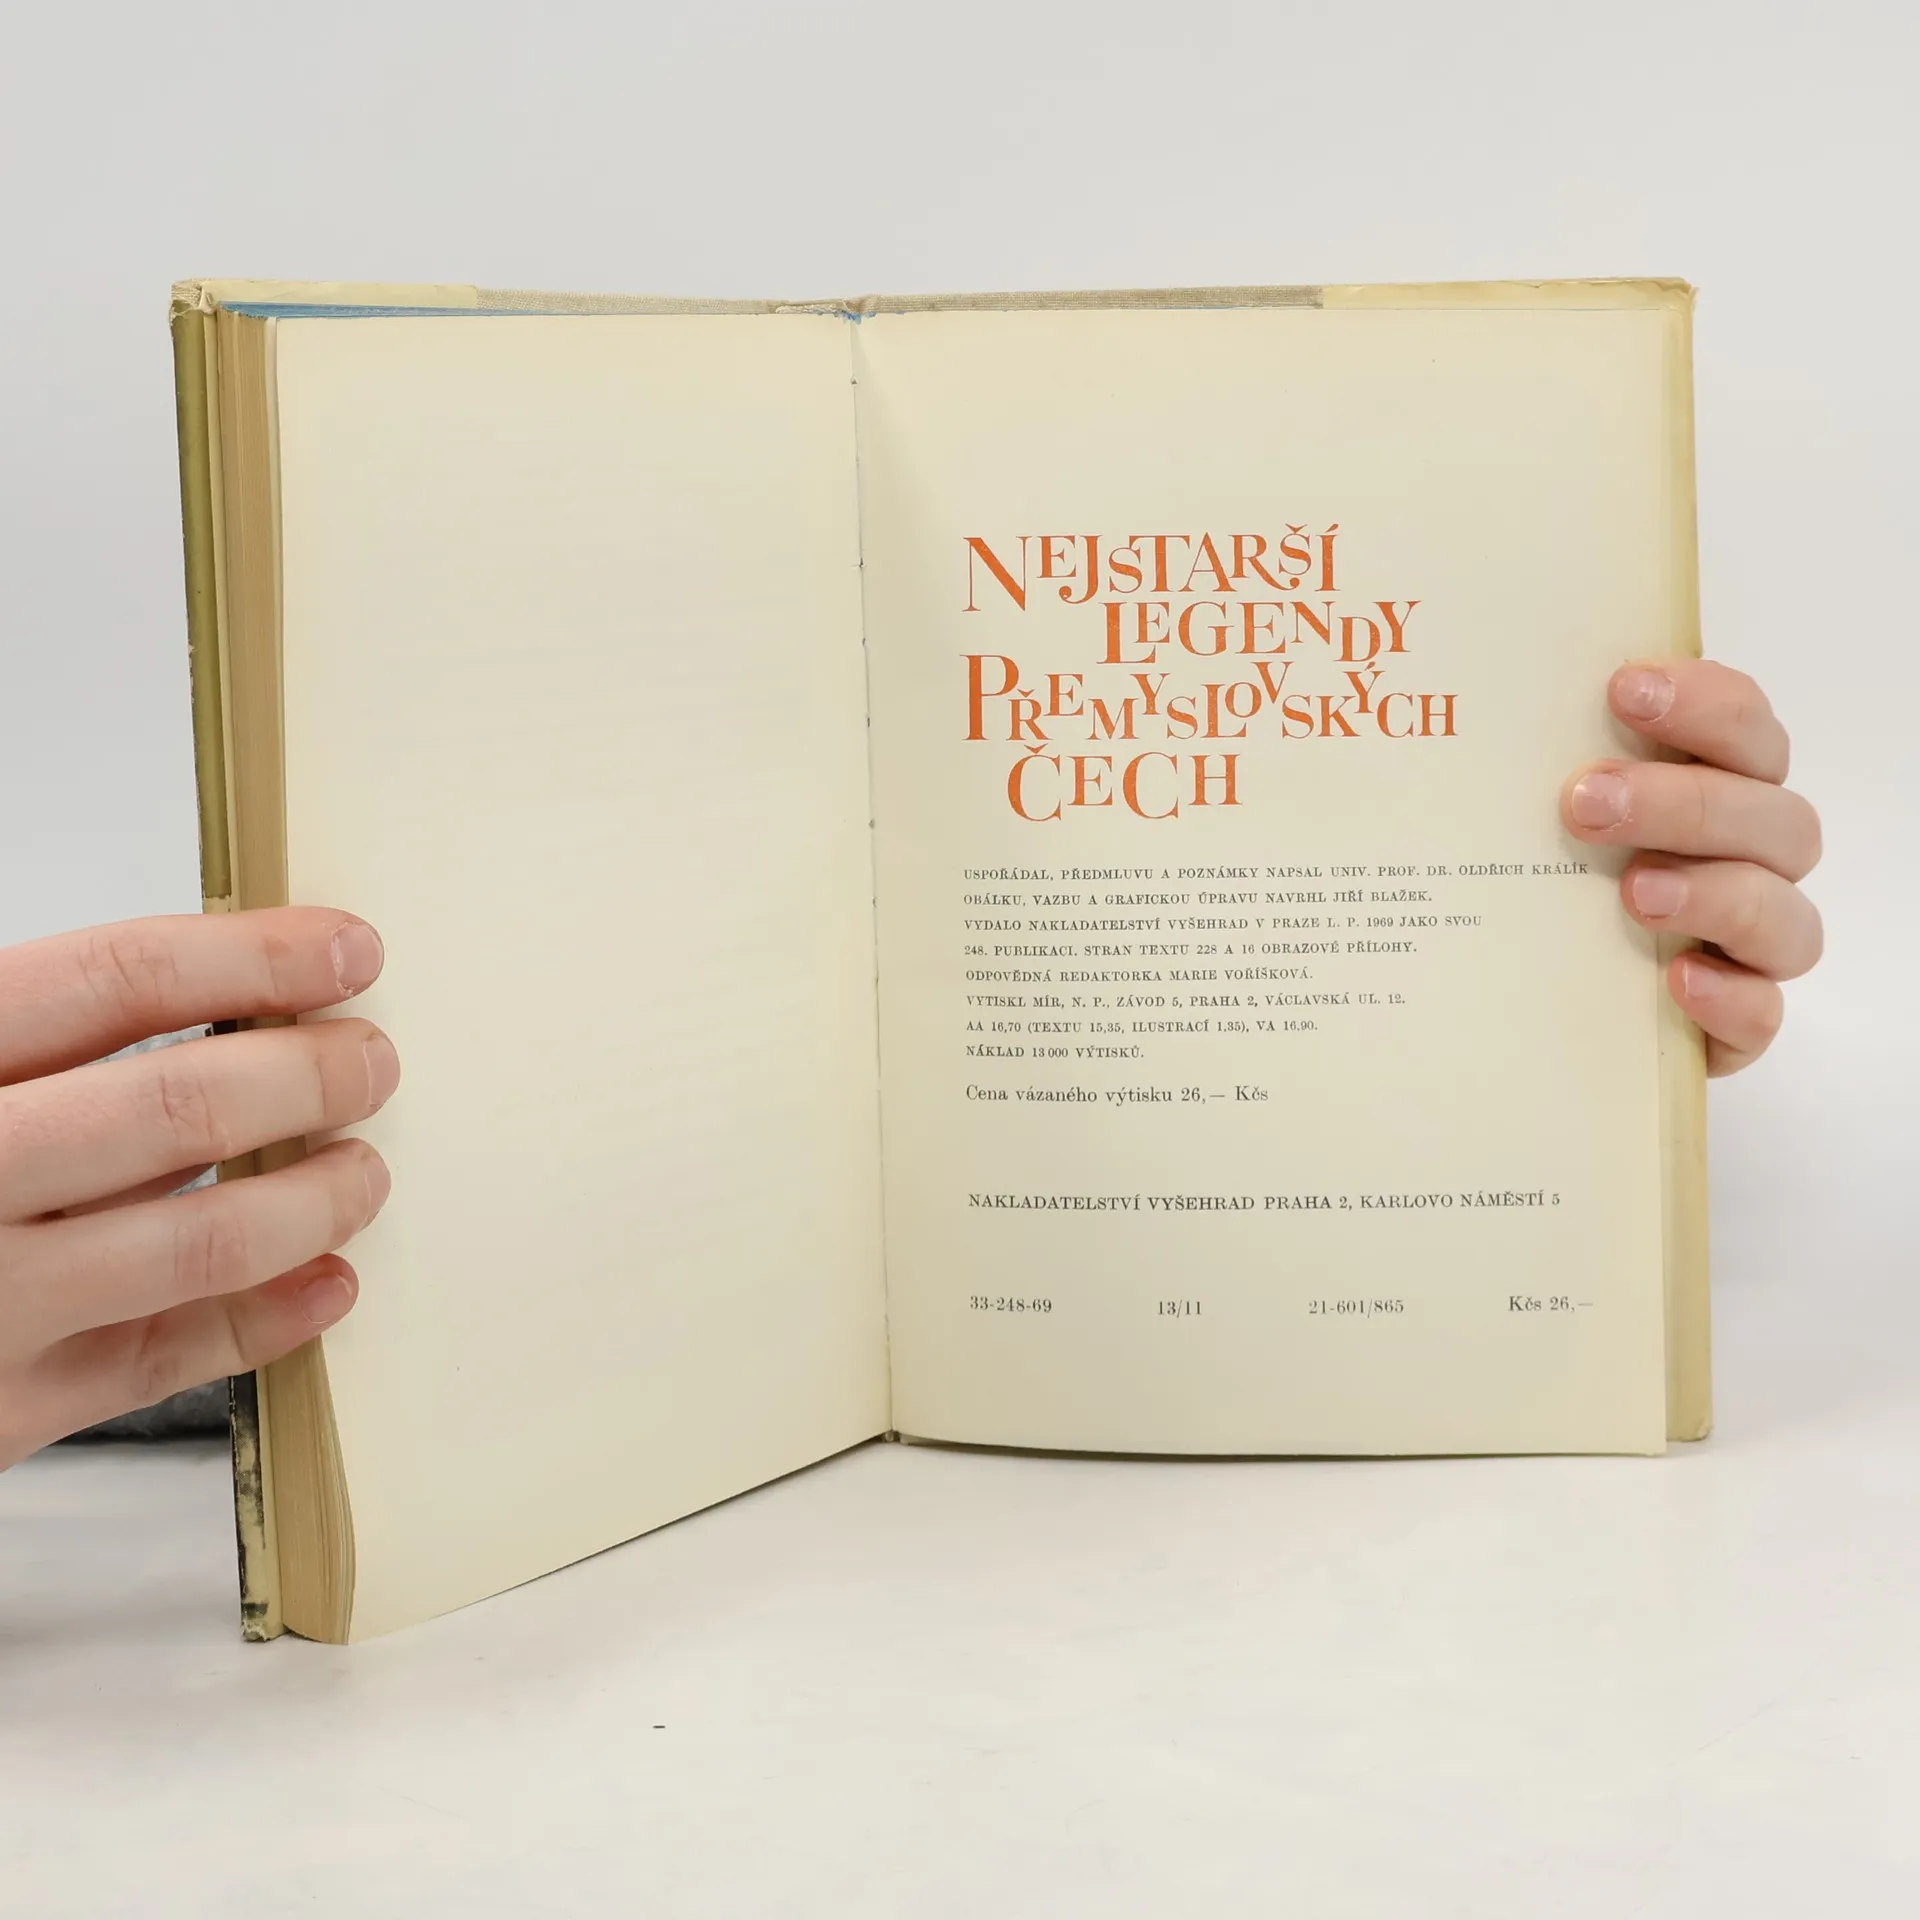 NEJSTARŠÍ
LEGENDY
PŘEMYSLOVSKÝCH
ČECH
USPOŘÁDAL, PŘEDMLUVU A POZNÁMKY NAPSAL UNIV. PROF. DR. OLDŘICH KRÁLÍK
OBÁLKU, VAZBU A GRAFICKOU ÚPRAVU NAVRHL JIŘÍ BLAŽEK.
VYDALO NAKLADATELSTVÍ VYŠEHRAD V PRAZE L. P. 1969 JAKO SVOU
248. PUBLIKACI. STRAN TEXTU 228 A 16 OBRAZOVÉ PŘÍLOHY.
ODPOVĚDNÁ REDAKTORKA MARIE VOŘÍŠKOVÁ.
VYTISKL MÍR, N. P., ZÁVOD 5, PRAHA 2, VÁCLAVSKÁ UL. 12.
AA 16,70 (TEXTU 15,35, ILUSTRACÍ 1,35), VA 16,90.
NÁKLAD 13 000 VÝTISKŮ.
Cena vázaného výtisku 26,— Kčs
NAKLADATELSTVÍ VYŠEHRAD PRAHA 2, KARLOVO NÁMĚSTÍ 5
33-248-69 13/11 21-601/865 Kčs 26,—